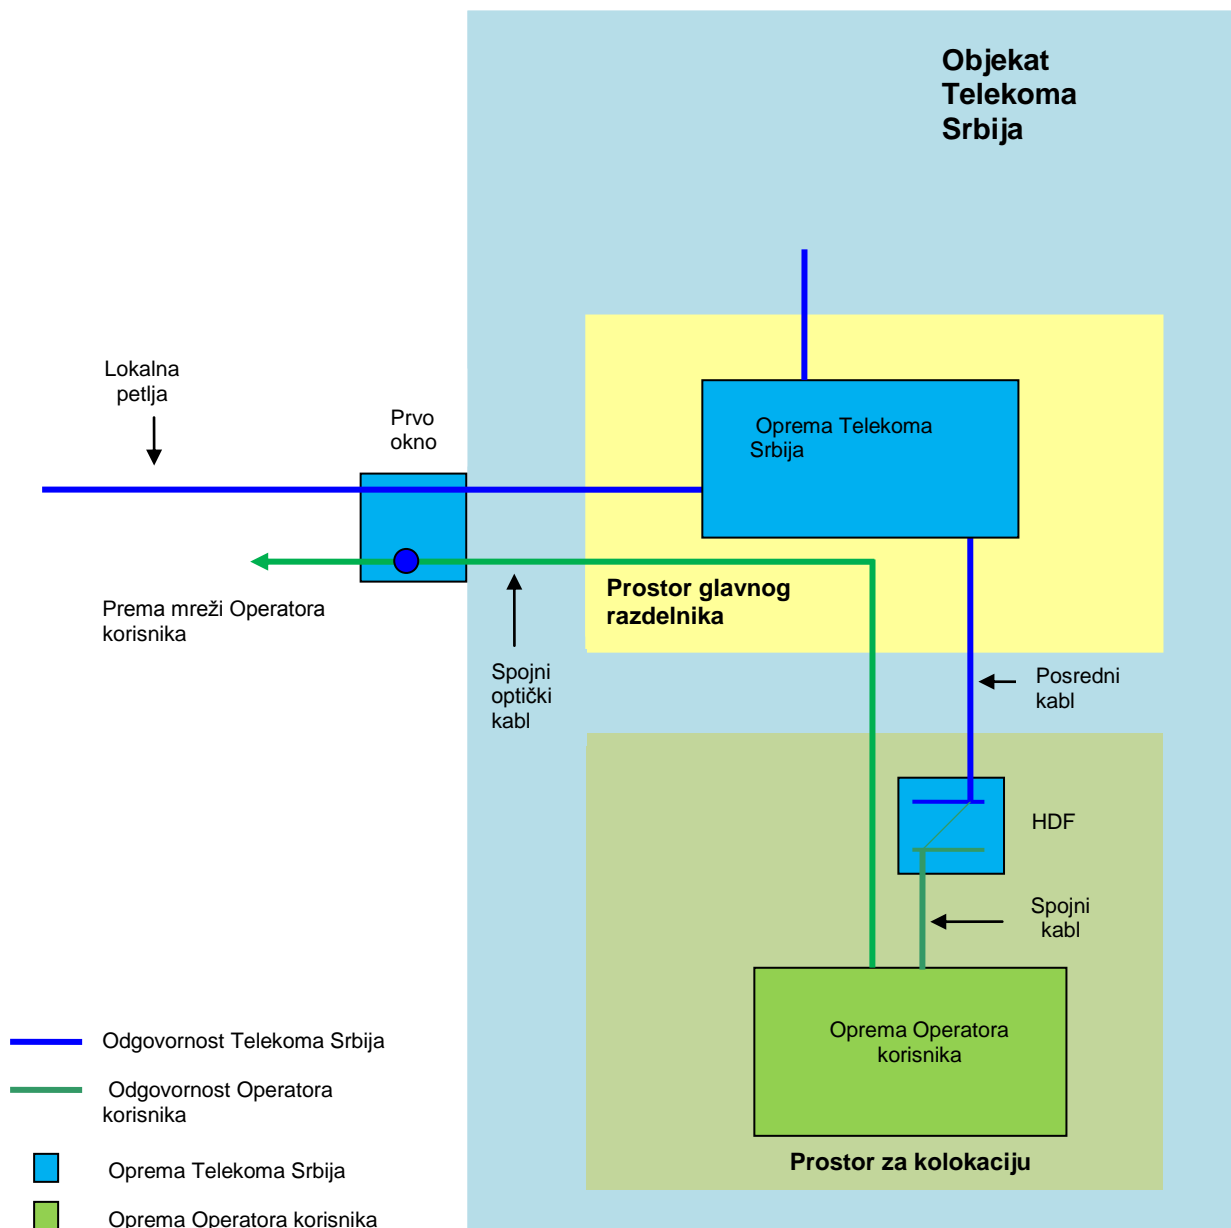 Objekat
Telekoma
Srbija
Lokalna
petlja
Prvo
okno
Oprema Telekoma
Srbija
Prema mreži Operatora
korisnika
Prostor glavnog
razdelnika
Spojni
optički
kabl
Posredni
kabl
HDF
Spojni
kabl
Oprema Operatora
korisnika
Prostor za kolokaciju
Odgovornost Telekoma Srbija
Odgovornost Operatora
korisnika
Oprema Telekoma Srbija
Oprema Operatora korisnika